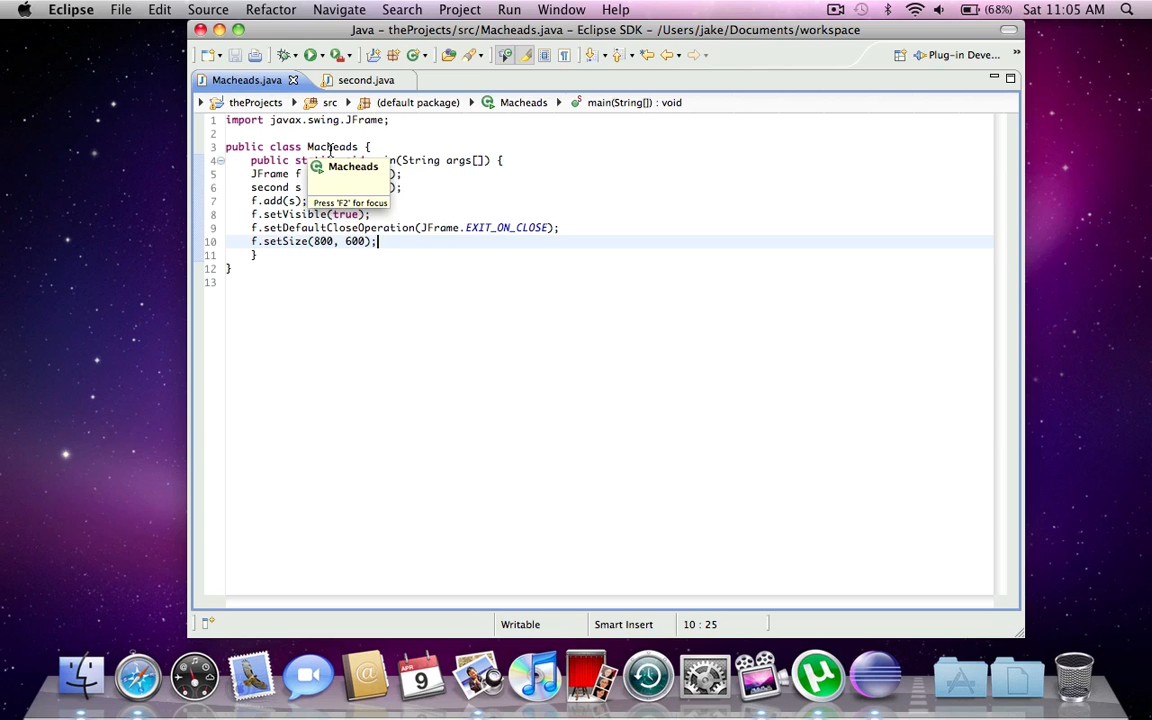 Eclipse File Edit Source Refactor Navigate Search Project Run Window Help (68%) Sat 11:05 AM
Java – theProjects/src/Macheads.java – Eclipse SDK – /Users/jake/Documents/workspace
Plug-in Deve... »
Macheads.java second.java
theProjects src (default package) Macheads main(String[]) : void
1 import javax.swing.JFrame;
2
3 public class Macheads {
4 public st n(String args[]) {
5 JFrame f );
6 second s );
7 f.add(s);
8 f.setVisible(true);
9 f.setDefaultCloseOperation(JFrame.EXIT_ON_CLOSE);
10 f.setSize(800, 600);
11 }
12 }
13
Macheads
Press 'F2' for focus
Writable Smart Insert 10 : 25
APR
9